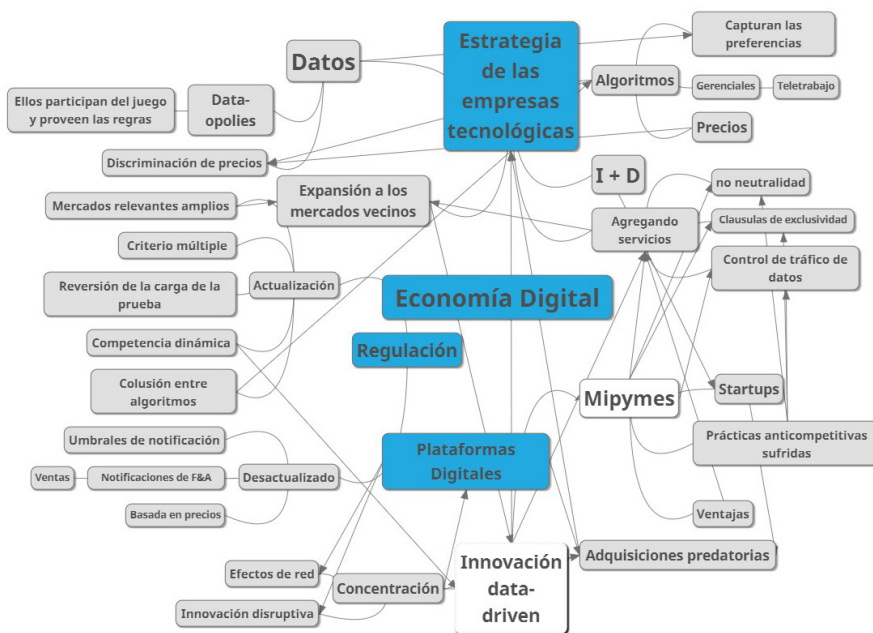 Capturan las
preferencias
Estrategia
de las
empresas
tecnológicas
Datos
Algoritmos
Gerenciales
Teletrabajo
Ellos participan del juego
y proveen las regras
Data-
opolies
Precios
Discriminación de precios
I + D
no neutralidad
Expansión a los
mercados vecinos
Mercados relevantes amplios
Agregando
servicios
Clausulas de exclusividad
Criterio múltiple
Control de tráfico de
datos
Reversión de la carga de la
prueba
Actualización
Economía Digital
Competencia dinámica
Regulación
Colusión entre
algoritmos
Mipymes
Startups
Umbrales de notificación
Prácticas anticompetitivas
sufridas
Plataformas
Digitales
Ventas
Notificaciones de F&A
Desactualizado
Basada en precios
Ventajas
Adquisiciones predatorias
Efectos de red
Concentración
Innovación
data-
driven
Innovación disruptiva